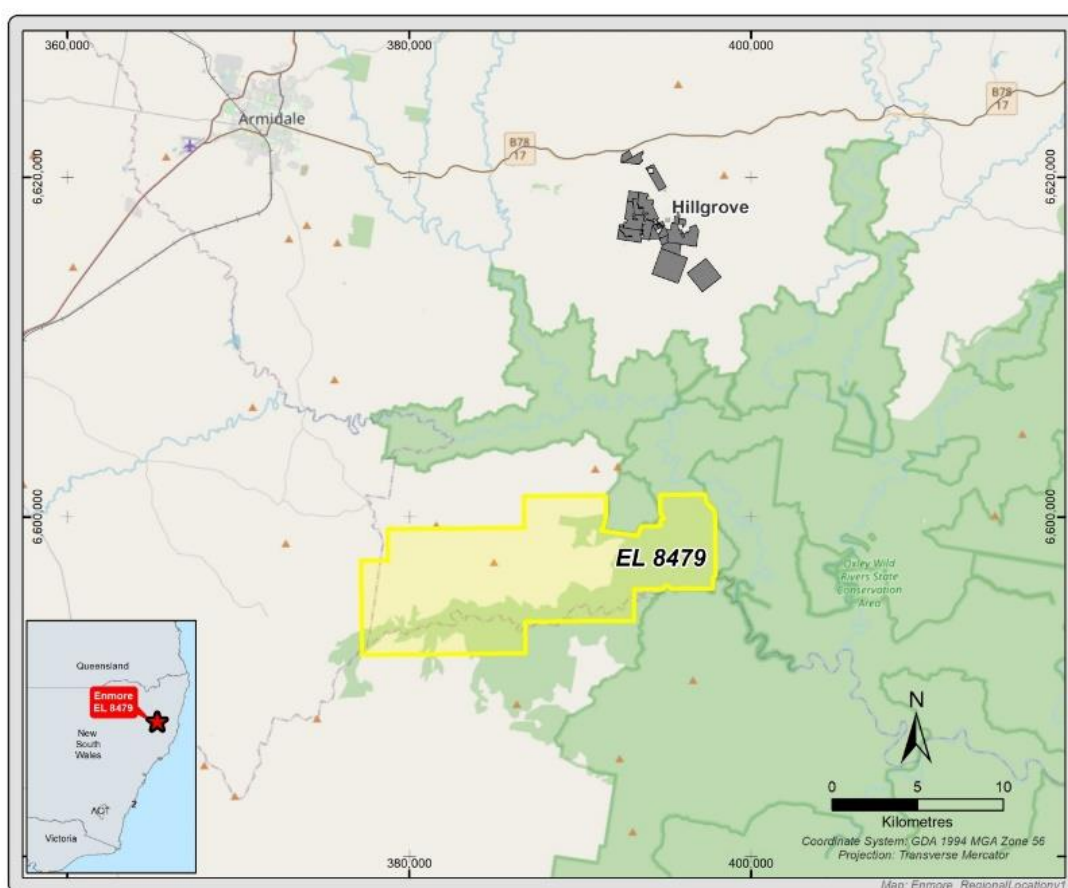 360,000
380,000
400,000
B78
17
Armidale
B78
17
6,620,000
6,620,000
Hillgrove
6,600,000
6,600,000
EL 8479
Oxley Wild
Rivers State
Conservation
Area
Queensland
Enmore
EL 8479
New
South
Wales
ACT
Victoria
N
0 5 10
Kilometres
Coordinate System: GDA 1994 MGA Zone 56
Projection: Transverse Mercator
380,000
400,000
Map: Enmore_RegionalLocationv1